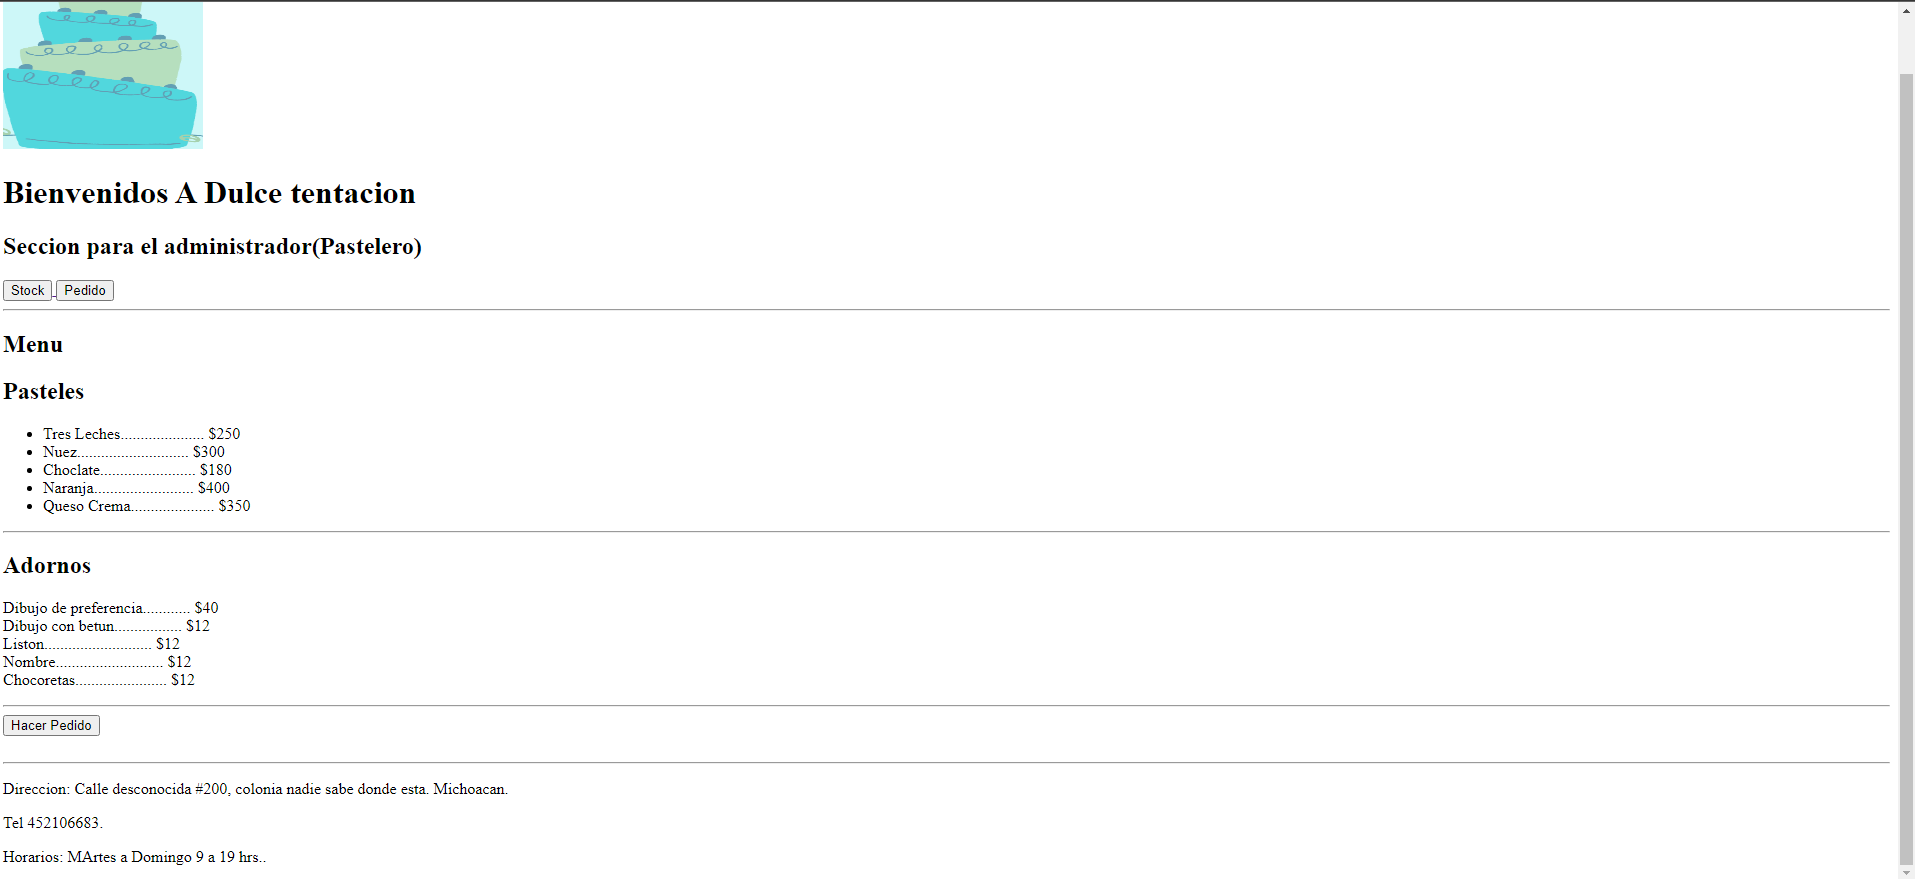 Bienvenidos A Dulce tentacion
Seccion para el administrador(Pastelero)
Stock Pedido
Menu
Pasteles
Tres Leches..................... $250
Nuez............................ $300
Choclate........................ $180
Naranja......................... $400
Queso Crema..................... $350
Adornos
Dibujo de preferencia............ $40
Dibujo con betun................. $12
Liston........................... $12
Nombre........................... $12
Chocoretas....................... $12
Hacer Pedido
Direccion: Calle desconocida #200, colonia nadie sabe donde esta. Michoacan.
Tel 452106683.
Horarios: MArtes a Domingo 9 a 19 hrs..